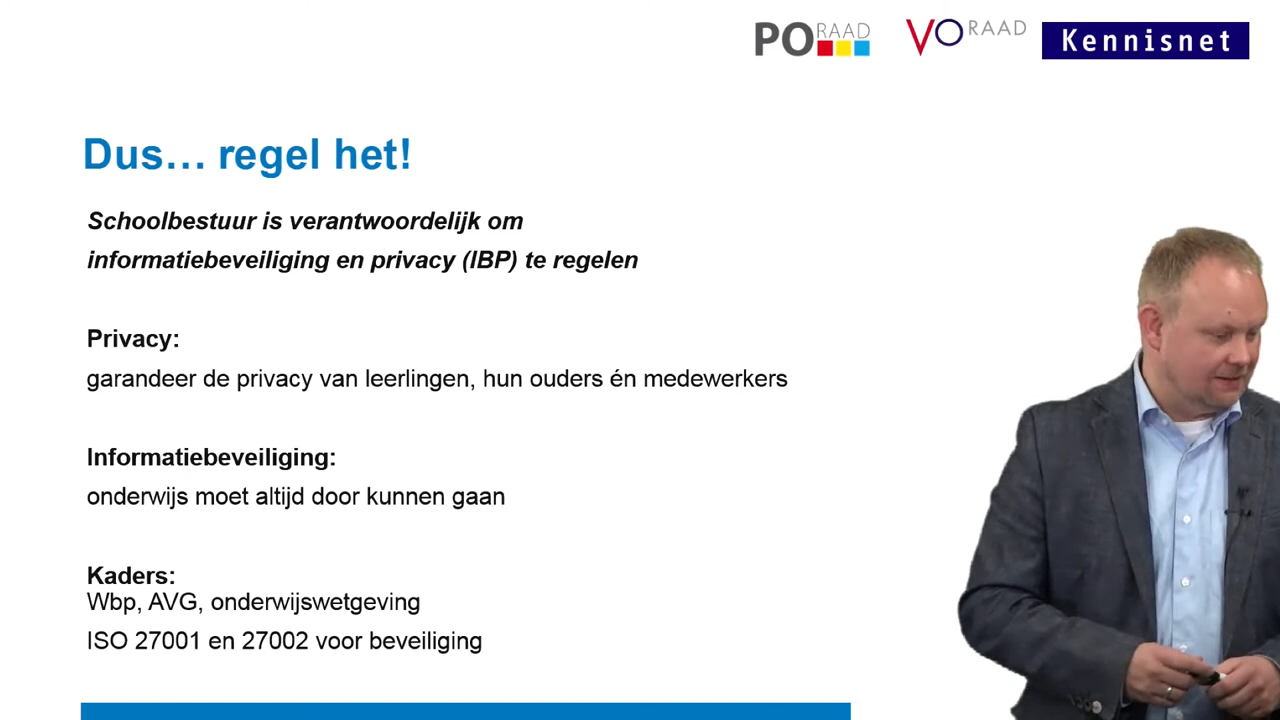 PO RAAD
VO RAAD
Kennisnet
Dus… regel het!
Schoolbestuur is verantwoordelijk om
informatiebeveiliging en privacy (IBP) te regelen
Privacy:
garandeer de privacy van leerlingen, hun ouders én medewerkers
Informatiebeveiliging:
onderwijs moet altijd door kunnen gaan
Kaders:
Wbp, AVG, onderwijswetgeving
ISO 27001 en 27002 voor beveiliging